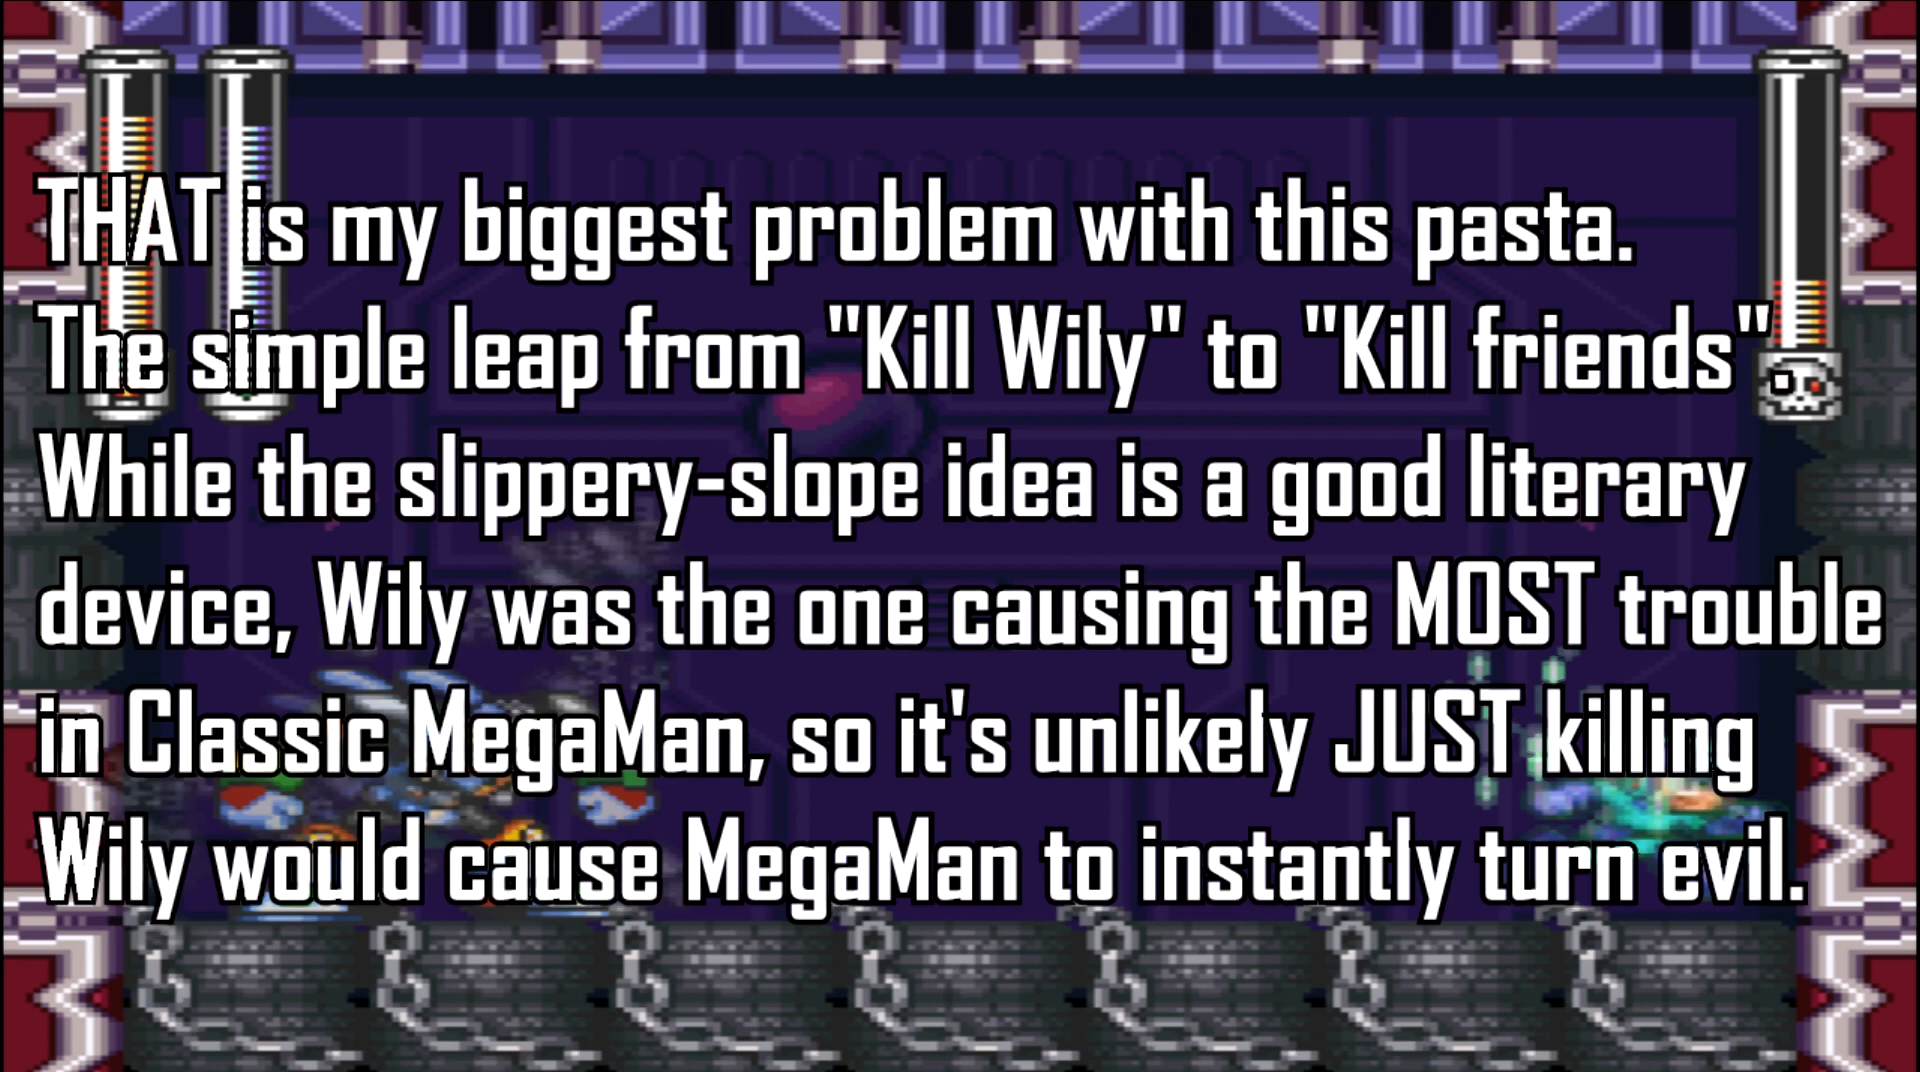 THAT is my biggest problem with this pasta.
The simple leap from "Kill Wily" to "Kill friends"
While the slippery-slope idea is a good literary
device, Wily was the one causing the MOST trouble
in Classic MegaMan, so it's unlikely JUST killing
Wily would cause MegaMan to instantly turn evil.